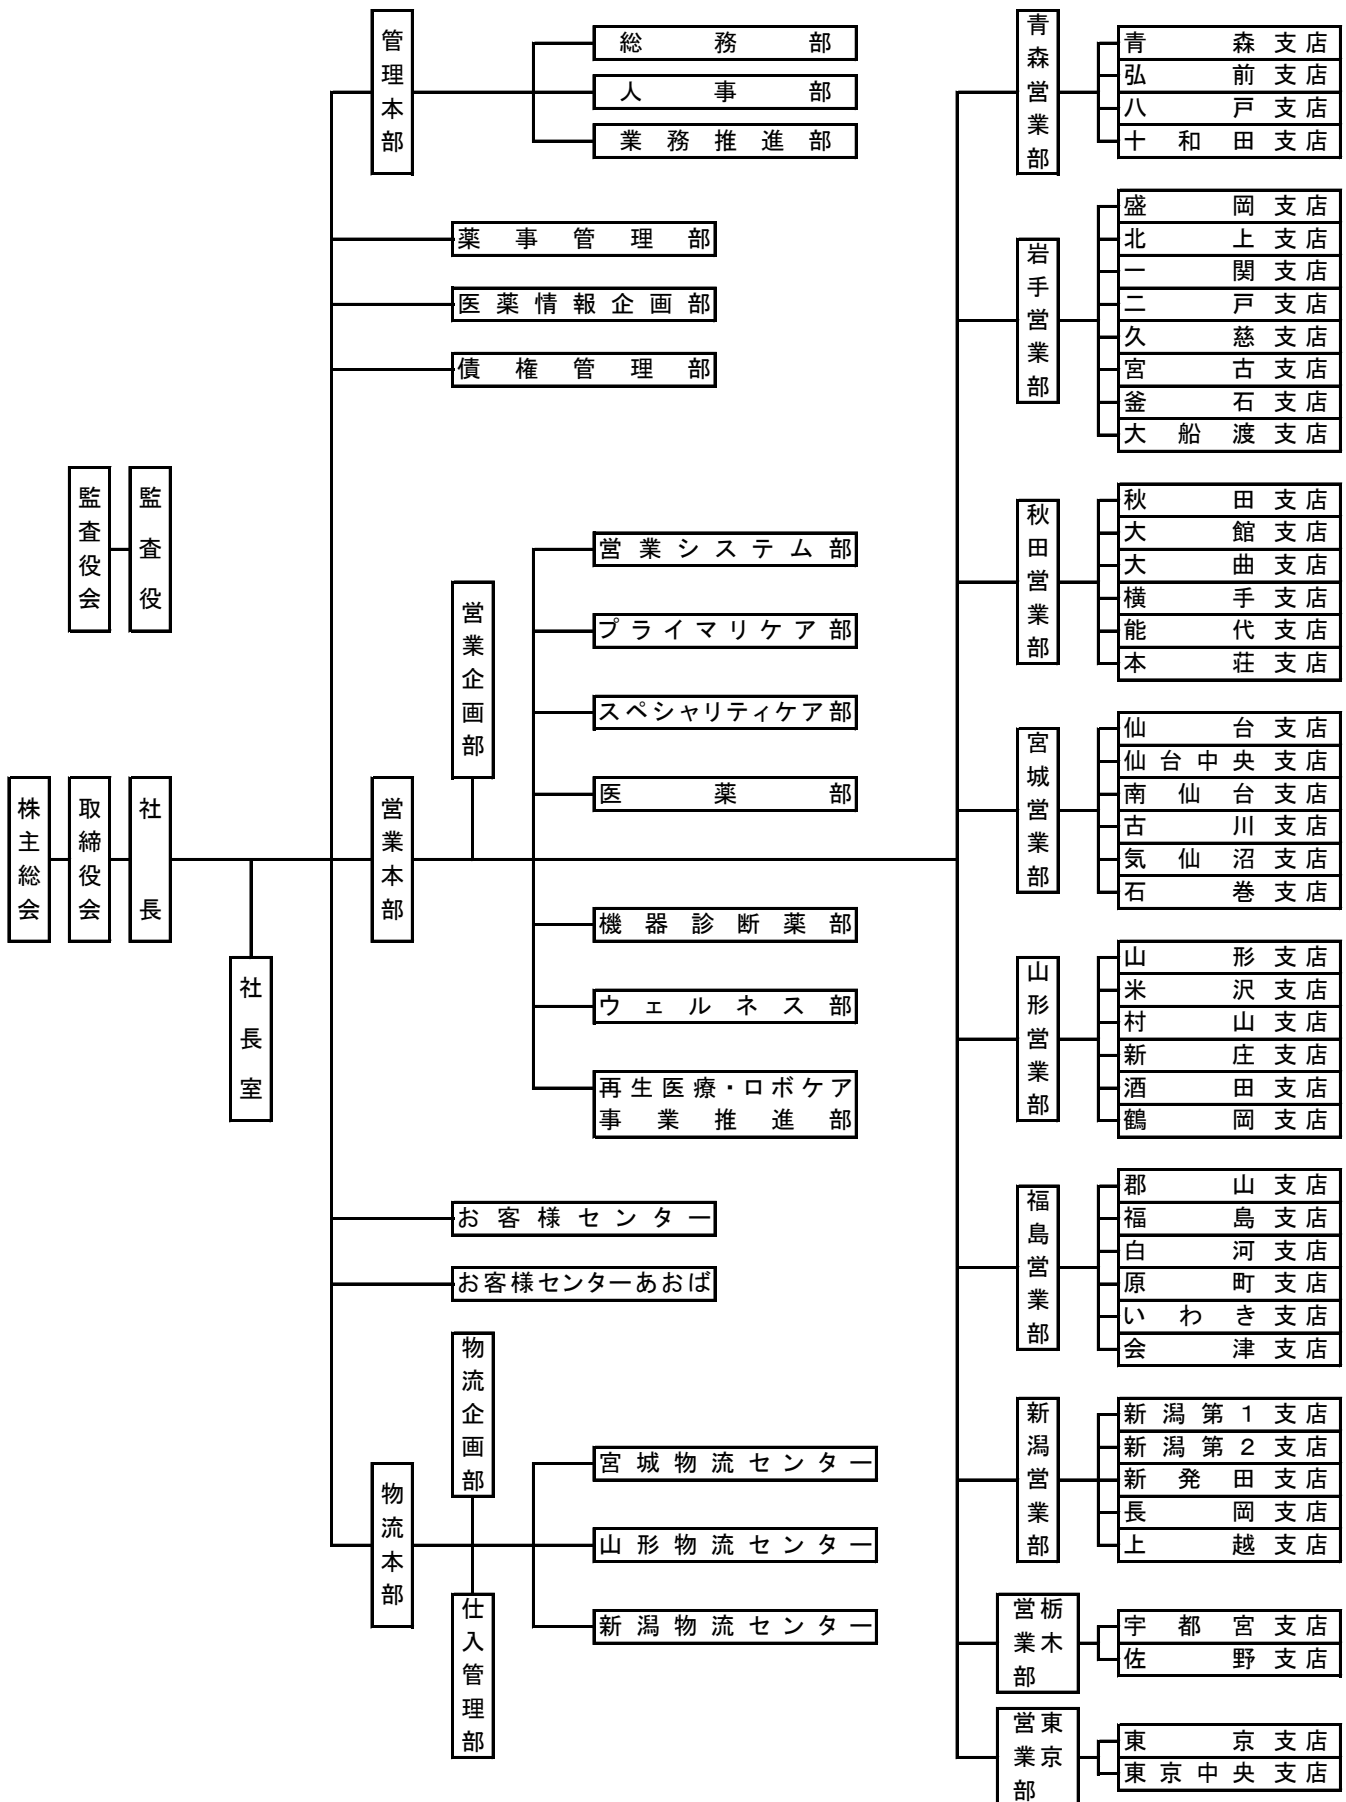 株主総会
取締役会
社長
監査役会
監査役
社長室
管理本部
総務部
人事部
業務推進部
薬事管理部
医薬情報企画部
債権管理部
営業本部
営業企画部
営業システム部
プライマリケア部
スペシャリティケア部
医薬部
機器診断薬部
ウェルネス部
再生医療・ロボケア
事業推進部
お客様センター
お客様センターあおば
物流本部
物流企画部
仕入管理部
宮城物流センター
山形物流センター
新潟物流センター
青森営業部
青森支店
弘前支店
八戸支店
十和田支店
岩手営業部
盛岡支店
北上支店
一関支店
二戸支店
久慈支店
宮古支店
釜石支店
大船渡支店
秋田営業部
秋田支店
大館支店
大曲支店
横手支店
能代支店
本荘支店
宮城営業部
仙台支店
仙台中央支店
南仙台支店
古川支店
気仙沼支店
石巻支店
山形営業部
山形支店
米沢支店
村山支店
新庄支店
酒田支店
鶴岡支店
福島営業部
郡山支店
福島支店
白河支店
原町支店
いわき支店
会津支店
新潟営業部
新潟第1支店
新潟第2支店
新発田支店
長岡支店
上越支店
栃木
営業部
宇都宮支店
佐野支店
東京
営業部
東京支店
東京中央支店